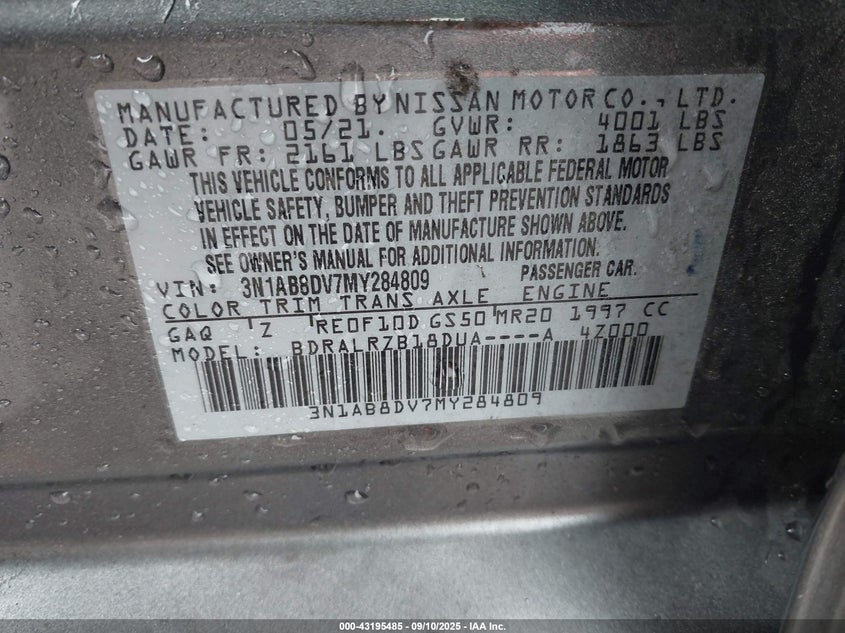 MANUFACTURED BY NISSAN MOTOR CO., LTD.
DATE: 05/21. GVWR: 4001 LBS
GAWR FR: 2161 LBS GAWR RR: 1863 LBS
THIS VEHICLE CONFORMS TO ALL APPLICABLE FEDERAL MOTOR
VEHICLE SAFETY, BUMPER AND THEFT PREVENTION STANDARDS
IN EFFECT ON THE DATE OF MANUFACTURE SHOWN ABOVE.
SEE OWNER'S MANUAL FOR ADDITIONAL INFORMATION.
VIN: 3N1AB8DV7MY284809 PASSENGER CAR.
COLOR TRIM TRANS AXLE ENGINE
GAQ Z RE0F10D GS50 MR20 1997 CC
MODEL: BDRALRZB18DUA----A 4Z000
3N1AB8DV7MY284809
000-43195485 - 09/10/2025 - IAA Inc.